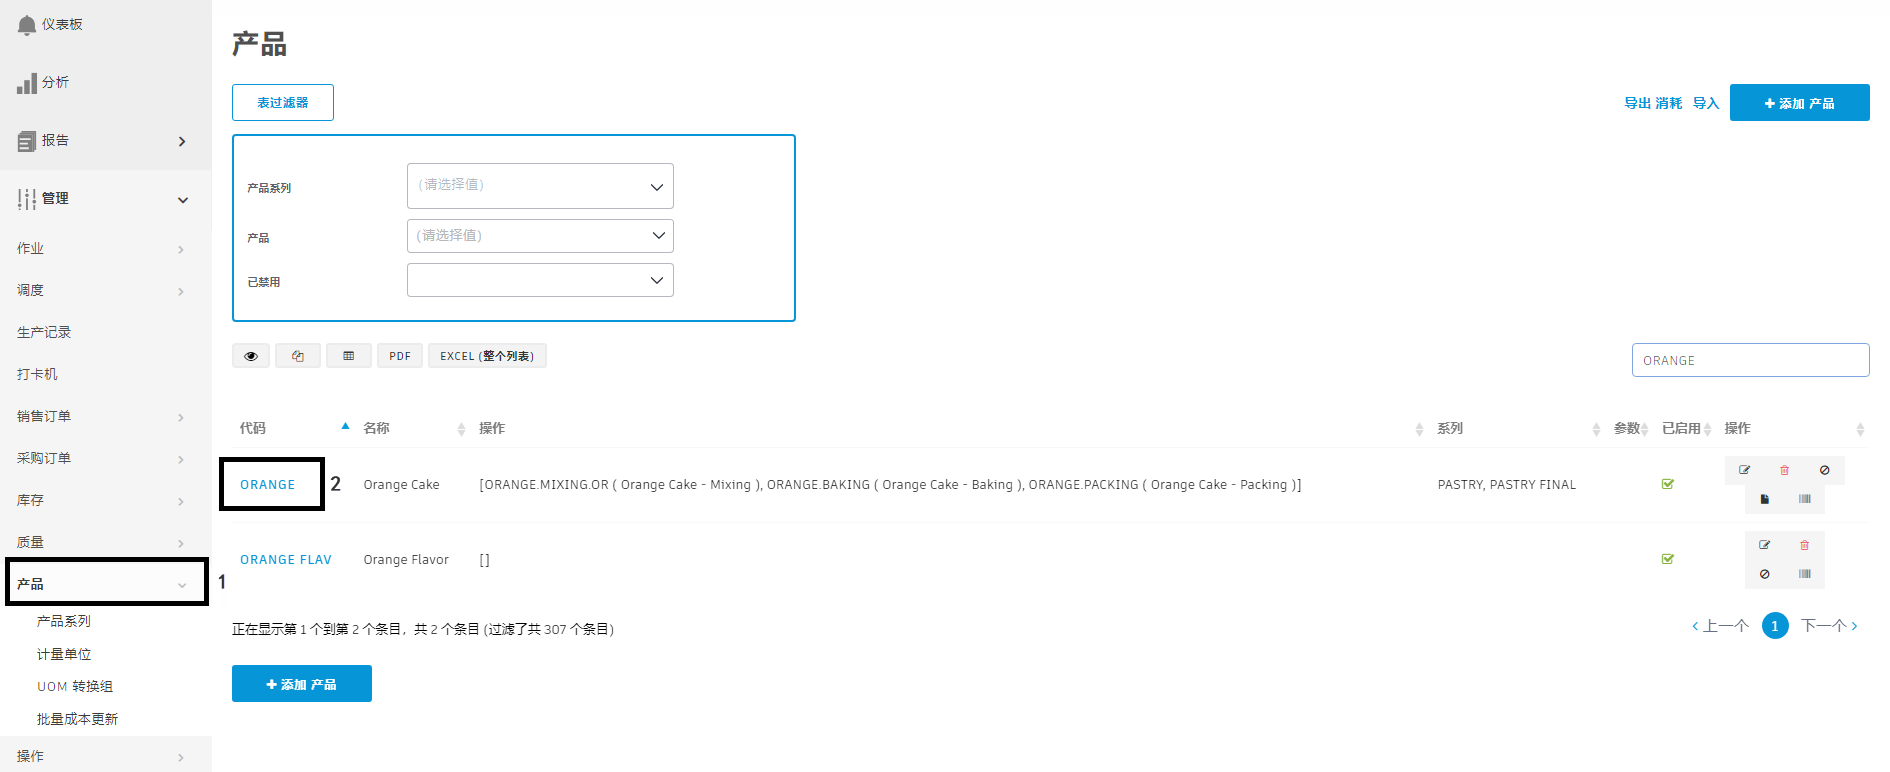 仪表板
分析
报告
管理
作业
调度
生产记录
打卡机
销售订单
采购订单
库存
质量
产品
1
产品系列
计量单位
UOM 转换组
批量成本更新
操作
产品
表过滤器
导出 消耗 导入 添加 产品
产品系列 (请选择值)
产品 (请选择值)
已禁用
PDF EXCEL (整个列表)
ORANGE
代码 名称 操作 系列 参数 已启用 操作
ORANGE 2 Orange Cake [ORANGE.MIXING.OR ( Orange Cake - Mixing ), ORANGE.BAKING ( Orange Cake - Baking ), ORANGE.PACKING ( Orange Cake - Packing )] PASTRY, PASTRY FINAL
ORANGE FLAV Orange Flavor []
正在显示第 1 个到第 2 个条目，共 2 个条目 (过滤了共 307 个条目)
上一个 1 下一个
添加 产品